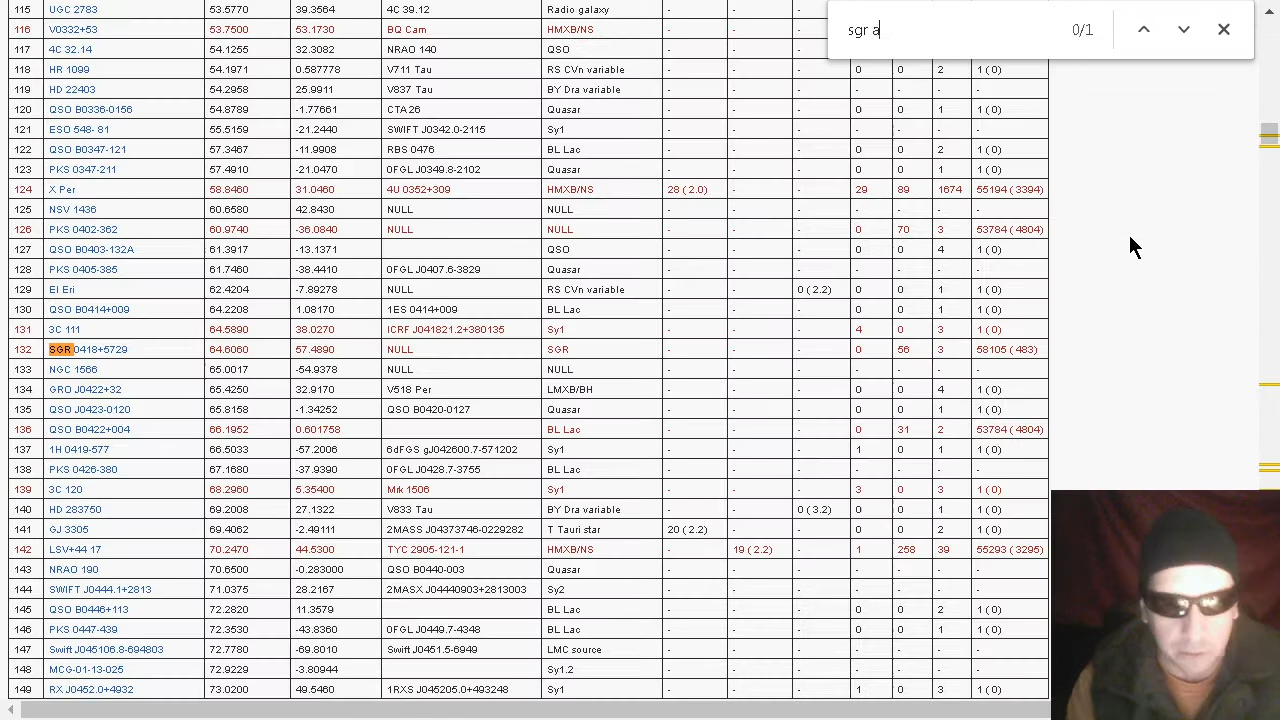 115 UGC 2783 53.5770 39.3564 4C 39.12 Radio galaxy - - - 
sgr a 0/1
116 V0332+53 53.7500 53.1730 BQ Cam HMXB/NS - - -
117 4C 32.14 54.1255 32.3082 NRAO 140 QSO - - -
118 HR 1099 54.1971 0.587778 V711 Tau RS CVn variable - - - 0 0 2 1 ( 0 )
119 HD 22403 54.2958 25.9911 V837 Tau BY Dra variable - - - - - - -
120 QSO B0336-0156 54.8789 -1.77661 CTA 26 Quasar - - - 0 0 1 1 ( 0 )
121 ESO 548- 81 55.5159 -21.2440 SWIFT J0342.0-2115 Sy1 - - - - - - -
122 QSO B0347-121 57.3467 -11.9908 RBS 0476 BL Lac - - - 0 0 2 1 ( 0 )
123 PKS 0347-211 57.4910 -21.0470 0FGL J0349.8-2102 Quasar - - - 0 0 1 1 ( 0 )
124 X Per 58.8460 31.0460 4U 0352+309 HMXB/NS 28 ( 2.0 ) - - 29 89 1674 55194 ( 3394 )
125 NSV 1436 60.6580 42.8430 NULL NULL - - - - - - -
126 PKS 0402-362 60.9740 -36.0840 NULL NULL - - - 0 70 3 53784 ( 4804 )
127 QSO B0403-132A 61.3917 -13.1371 QSO - - - 0 0 4 1 ( 0 )
128 PKS 0405-385 61.7460 -38.4410 0FGL J0407.6-3829 Quasar - - - - - - -
129 EI Eri 62.4204 -7.89278 NULL RS CVn variable - - 0 ( 2.2 ) 0 0 1 1 ( 0 )
130 QSO B0414+009 64.2208 1.08170 1ES 0414+009 BL Lac - - - 0 0 1 1 ( 0 )
131 3C 111 64.5890 38.0270 ICRF J041821.2+380135 Sy1 - - - 4 0 3 1 ( 0 )
132 SGR 0418+5729 64.6060 57.4890 NULL SGR - - - 0 56 3 58105 ( 483 )
133 NGC 1566 65.0017 -54.9378 NULL NULL - - - - - - -
134 GRO J0422+32 65.4250 32.9170 V518 Per LMXB/BH - - - 0 0 4 1 ( 0 )
135 QSO J0423-0120 65.8158 -1.34252 QSO B0420-0127 Quasar - - - 0 0 1 1 ( 0 )
136 QSO B0422+004 66.1952 0.601758 BL Lac - - - 0 31 2 53784 ( 4804 )
137 1H 0419-577 66.5033 -57.2006 6dFGS gJ042600.7-571202 Sy1 - - - 1 0 1 1 ( 0 )
138 PKS 0426-380 67.1680 -37.9390 0FGL J0428.7-3755 BL Lac - - - - - - -
139 3C 120 68.2960 5.35400 Mrk 1506 Sy1 - - - 3 0 3 1 ( 0 )
140 HD 283750 69.2008 27.1322 V833 Tau BY Dra variable - - 0 ( 3.2 ) 0 0 1 1 ( 0 )
141 GJ 3305 69.4062 -2.49111 2MASS J04373746-0229282 T Tauri star 20 ( 2.2 ) - - 0 0 2 1 ( 0 )
142 LSV+44 17 70.2470 44.5300 TYC 2905-121-1 HMXB/NS - 19 ( 2.2 ) - 1 258 39 55293 ( 3295 )
143 NRAO 190 70.6500 -0.283000 QSO B0440-003 Quasar - - - 0 0 1 1 ( 0 )
144 SWIFT J0444.1+2813 71.0375 28.2167 2MASX J04440903+2813003 Sy2 - - - - - - -
145 QSO B0446+113 72.2820 11.3579 BL Lac - - - 0 0 2 1 ( 0 )
146 PKS 0447-439 72.3530 -43.8360 0FGL J0449.7-4348 BL Lac - - - 0 0 1 1 ( 0 )
147 Swift J045106.8-694803 72.7780 -69.8010 Swift J0451.5-6949 LMC source - - - - - - -
148 MCG-01-13-025 72.9229 -3.80944 Sy1.2 - - - - - - -
149 RX J0452.0+4932 73.0200 49.5460 1RXS J045205.0+493248 Sy1 - - - 1 0 3 1 ( 0 )